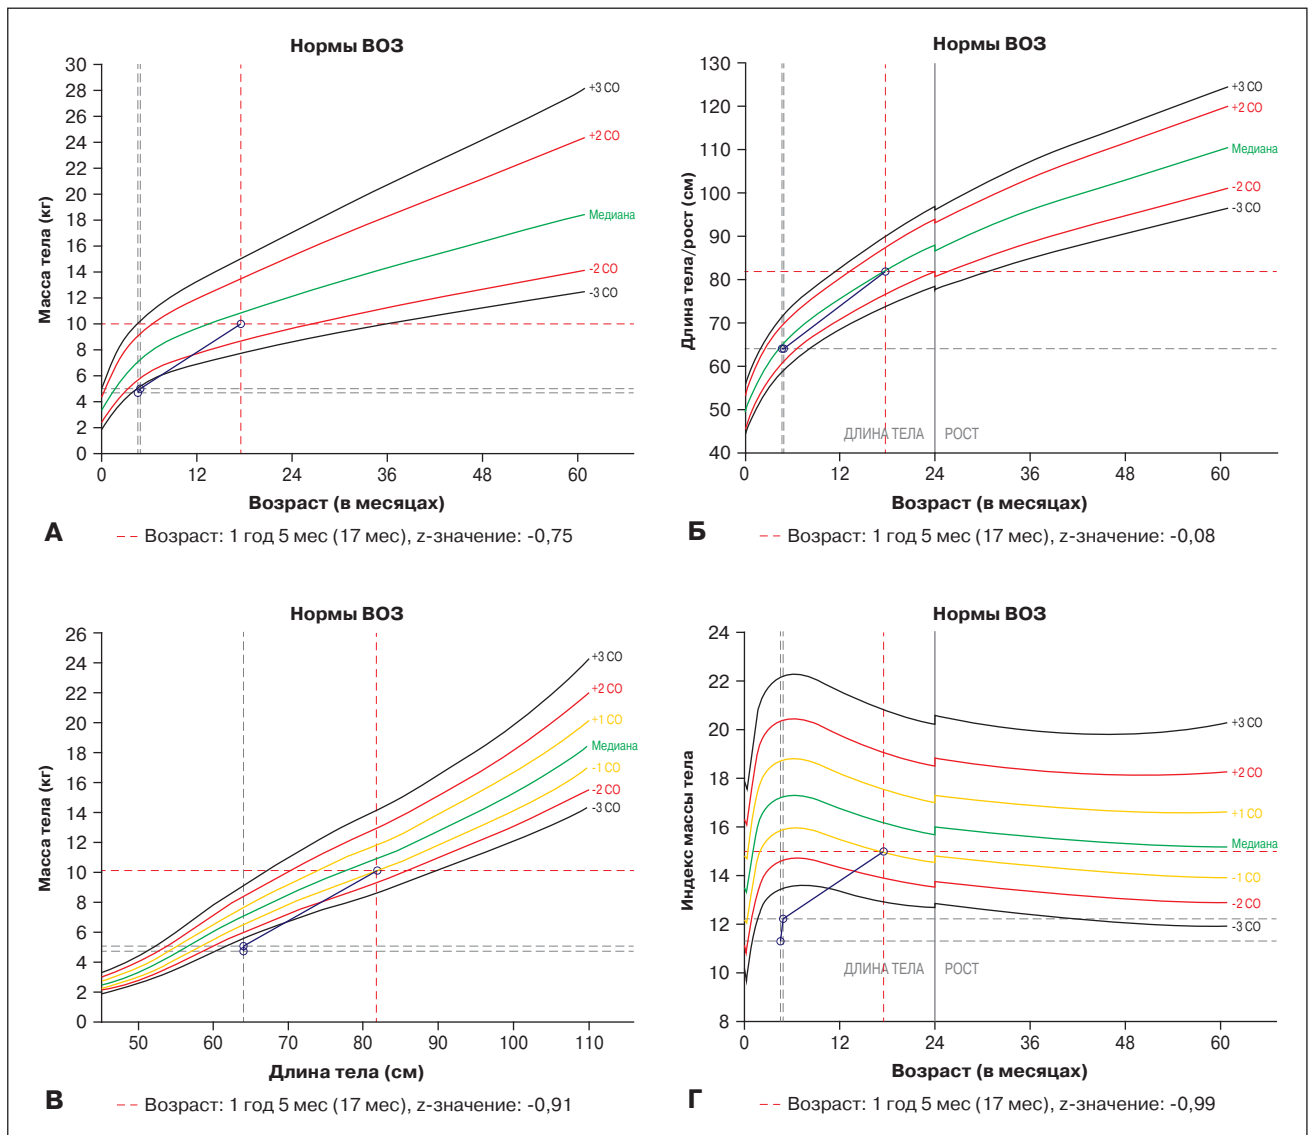 Нормы ВОЗ
Масса тела (кг)
30
28
26
24
22
20
18
16
14
12
10
8
6
5
4
2
0
0 12 24 36 48 60
+3 СО
+2 СО
Медиана
-2 СО
-3 СО
Возраст (в месяцах)
А
Возраст: 1 год 5 мес (17 мес), z-значение: -0,75
Нормы ВОЗ
Длина тела/рост (см)
130
120
110
100
90
80
70
60
50
40
0 12 24 36 48 60
+3 СО
+2 СО
Медиана
-2 СО
-3 СО
ДЛИНА ТЕЛА РОСТ
Возраст (в месяцах)
Б
Возраст: 1 год 5 мес (17 мес), z-значение: -0,08
Нормы ВОЗ
Масса тела (кг)
26
24
22
20
18
16
14
12
10
8
6
4
2
0
50 60 70 80 90 100 110
+3 СО
+2 СО
+1 СО
Медиана
-1 СО
-2 СО
-3 СО
Длина тела (см)
В
Возраст: 1 год 5 мес (17 мес), z-значение: -0,91
Нормы ВОЗ
Индекс массы тела
24
22
20
18
16
14
12
10
8
0 12 24 36 48 60
+3 СО
+2 СО
+1 СО
Медиана
-1 СО
-2 СО
-3 СО
ДЛИНА ТЕЛА РОСТ
Возраст (в месяцах)
Г
Возраст: 1 год 5 мес (17 мес), z-значение: -0,99